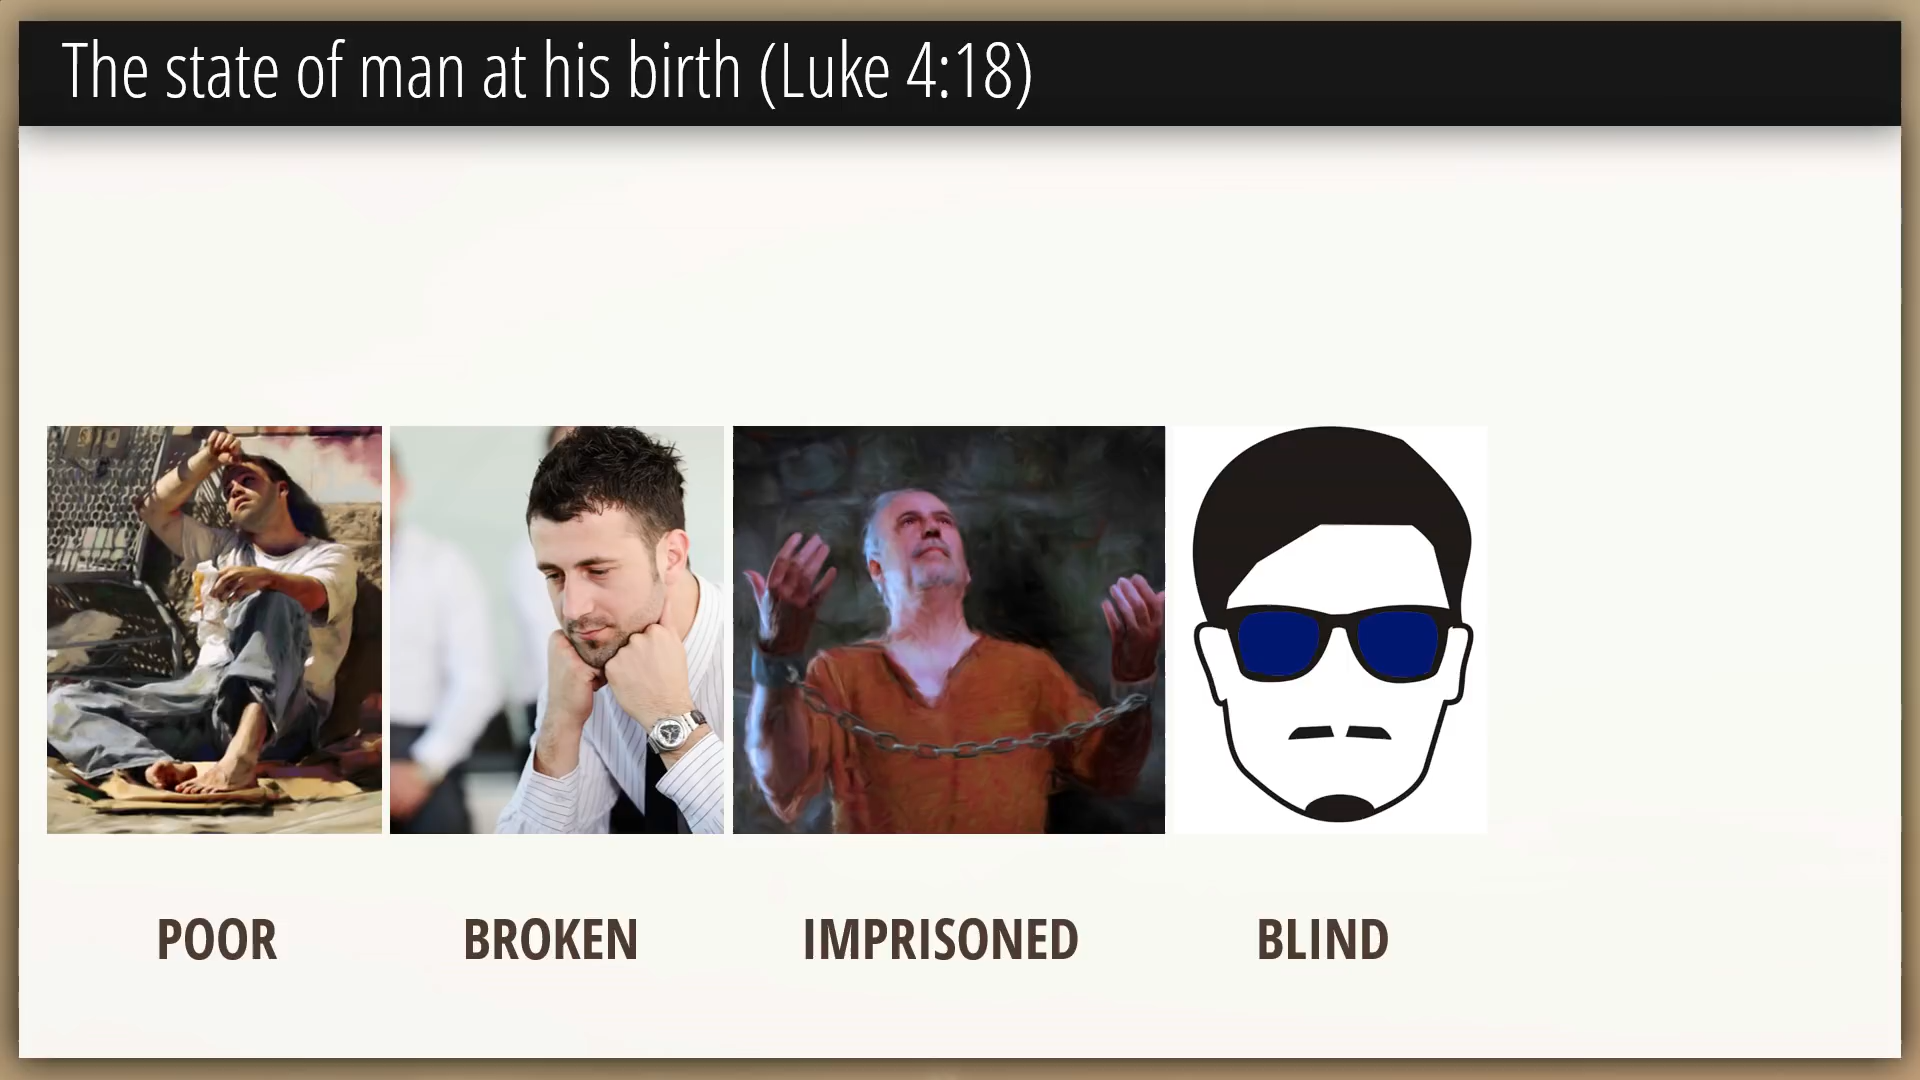 The state of man at his birth (Luke 4:18)
POOR
BROKEN
IMPRISONED
BLIND